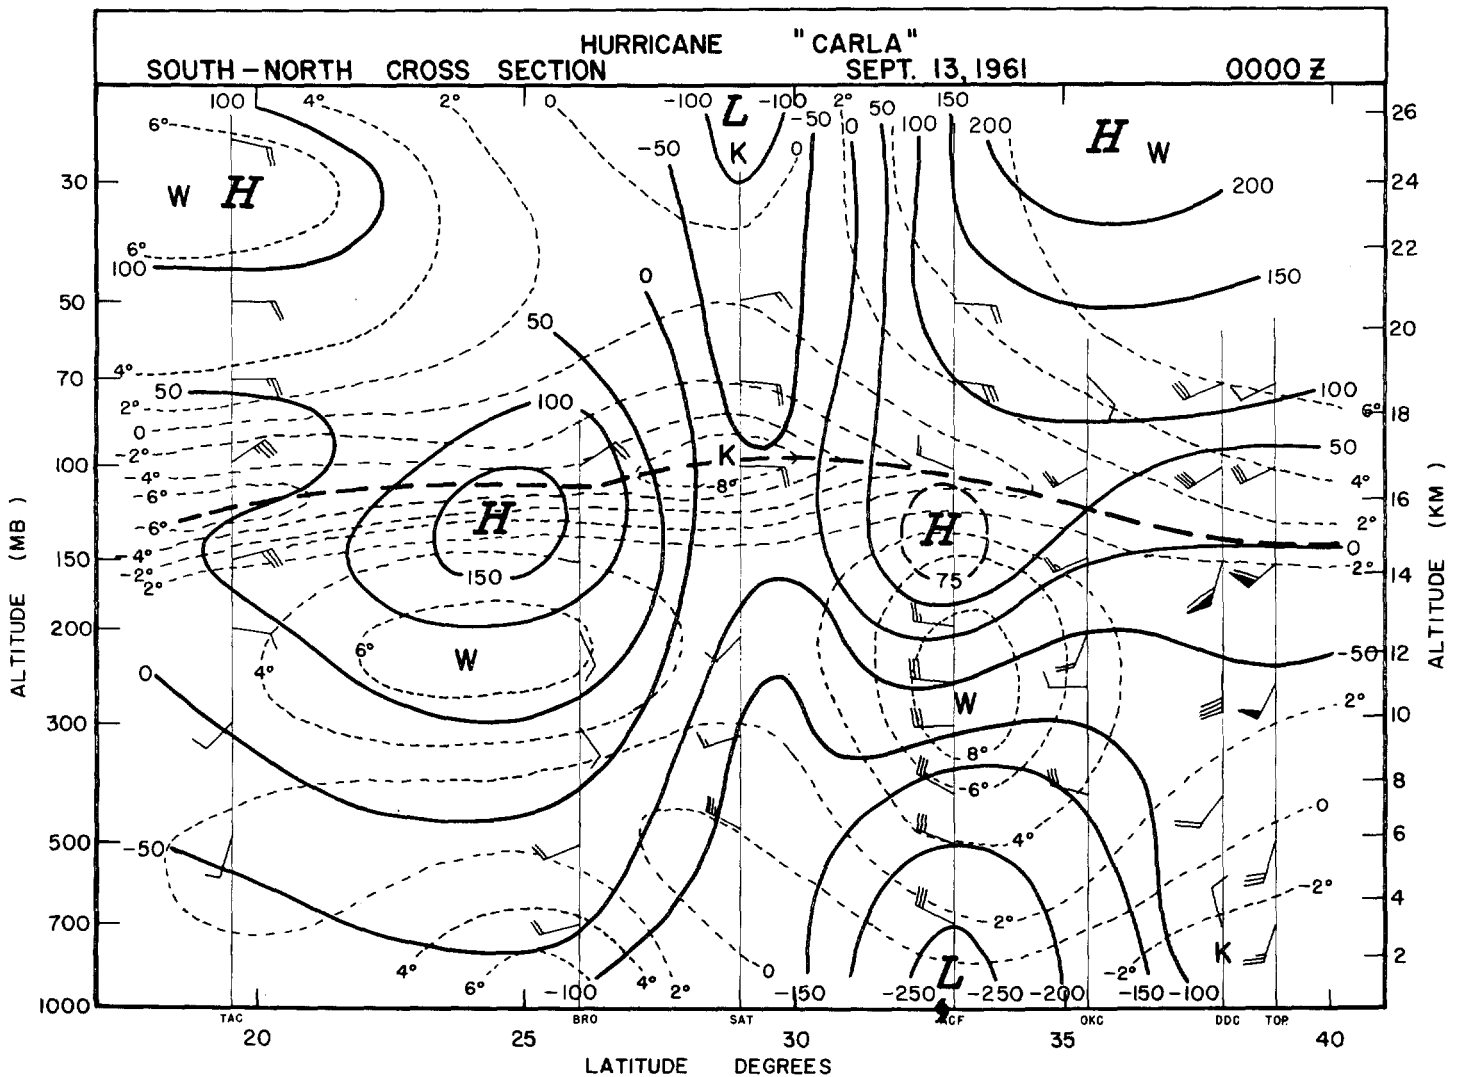 HURRICANE "CARLA"
SOUTH-NORTH CROSS SECTION SEPT. 13, 1961 0000 Z
100 4° 2° 0 -100 L -100 2° 50 150 26
6° -50 0 100 200 H W
-50 K 0
30 W H 200 24
6° 22
100 0 150
50 50 20
4°
70 50 100 100
2° 6° 18
0 50
-2° K
100 4°
-4° 8°
-6° 16
-6° H H 2°
-4° 0
150 -2° 150 75 -2° 14
2°
200 6° W -50 12
4°
0 W 2°
300 10
8°
-6° 8
0
500 -50 4° 6
-2° 4
700 2°
K
4° 4° 0 L -2° 2
6° -100 2° -150 -250 -250 -200 -150 -100
1000
TAC BRO SAT ACF OKC DDC TOP
20 25 30 35 40
LATITUDE DEGREES
ALTITUDE (MB)
ALTITUDE (KM)